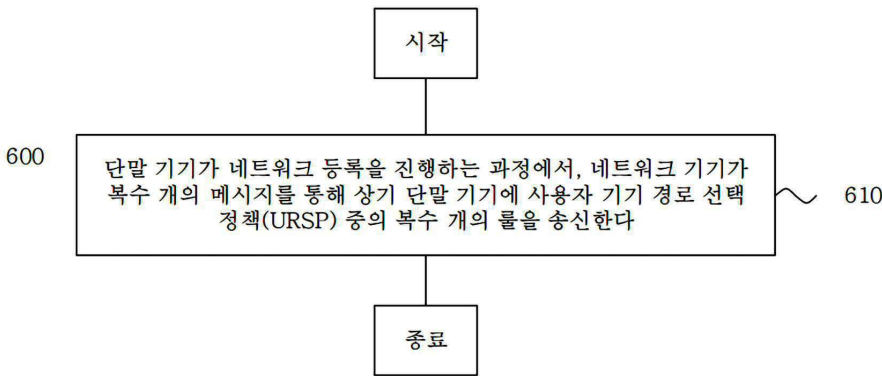 시작
600
단말 기기가 네트워크 등록을 진행하는 과정에서, 네트워크 기기가
복수 개의 메시지를 통해 상기 단말 기기에 사용자 기기 경로 선택
정책(URSP) 중의 복수 개의 룰을 송신한다
610
종료